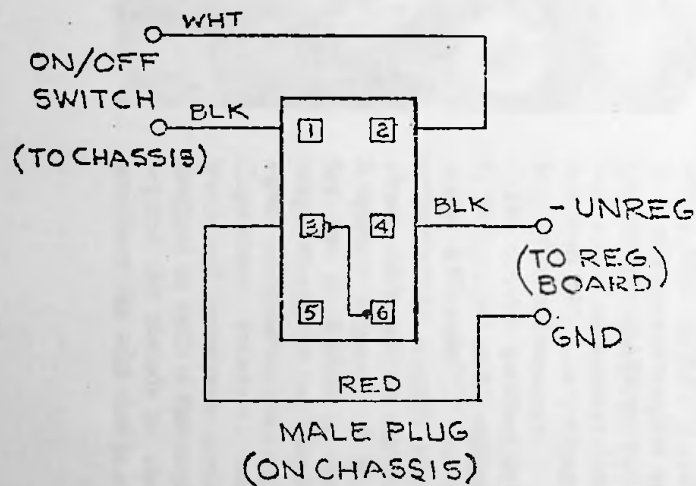 WHT
ON/OFF
SWITCH
BLK
(TO CHASSIS)
1 2
BLK
- UNREG
3 4
(TO REG.
BOARD)
5 6
GND
RED
MALE PLUG
(ON CHASSIS)